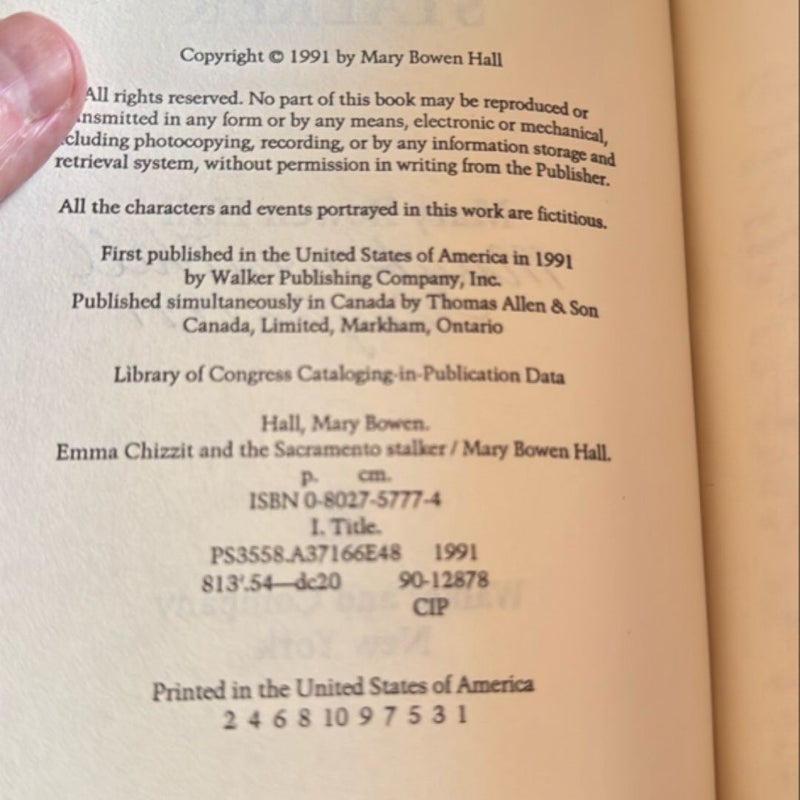 Copyright © 1991 by Mary Bowen Hall
All rights reserved. No part of this book may be reproduced or
nsmitted in any form or by any means, electronic or mechanical,
cluding photocopying, recording, or by any information storage and
retrieval system, without permission in writing from the Publisher.
All the characters and events portrayed in this work are fictitious.
First published in the United States of America in 1991
by Walker Publishing Company, Inc.
Published simultaneously in Canada by Thomas Allen & Son
Canada, Limited, Markham, Ontario
Library of Congress Cataloging-in-Publication Data
Hall, Mary Bowen.
Emma Chizzit and the Sacramento stalker / Mary Bowen Hall.
p. cm.
ISBN 0-8027-5777-4
I. Title.
PS3558.A37166E48 1991
813'.54—dc20 90-12878
CIP
Printed in the United States of America
2 4 6 8 10 9 7 5 3 1